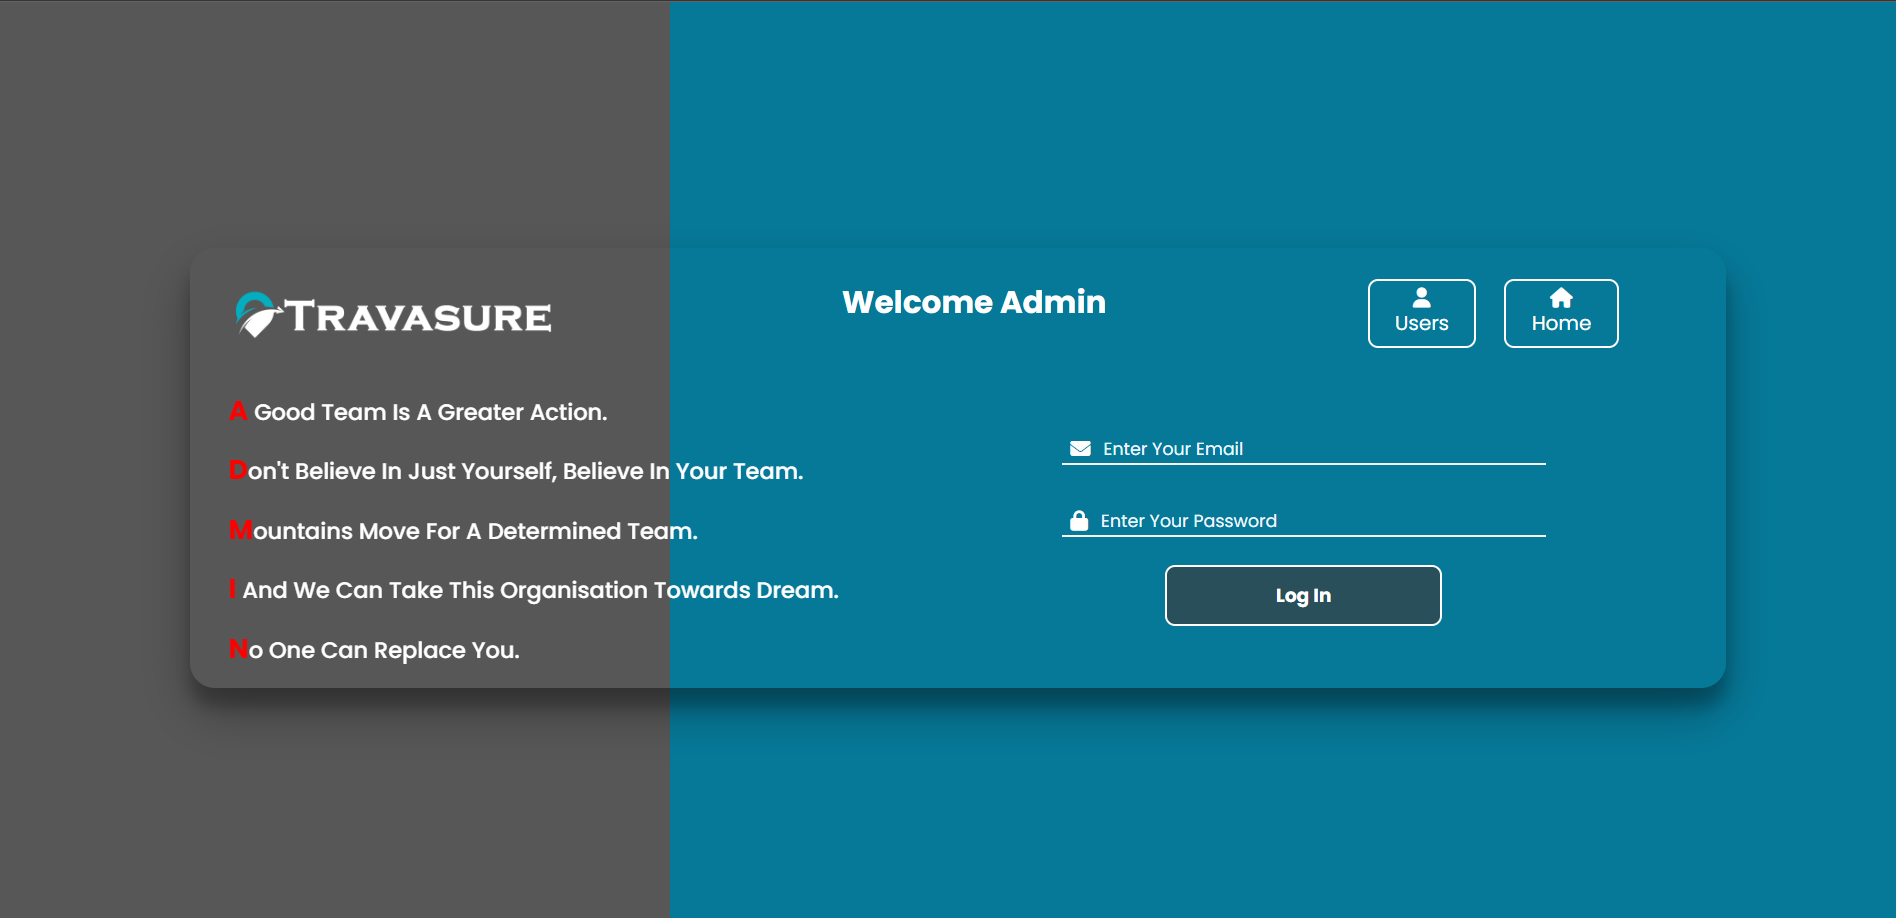 TRAVASURE
Welcome Admin
Users
Home
A Good Team Is A Greater Action.
Don't Believe In Just Yourself, Believe In Your Team.
Mountains Move For A Determined Team.
I And We Can Take This Organisation Towards Dream.
No One Can Replace You.
Enter Your Email
Enter Your Password
Log In